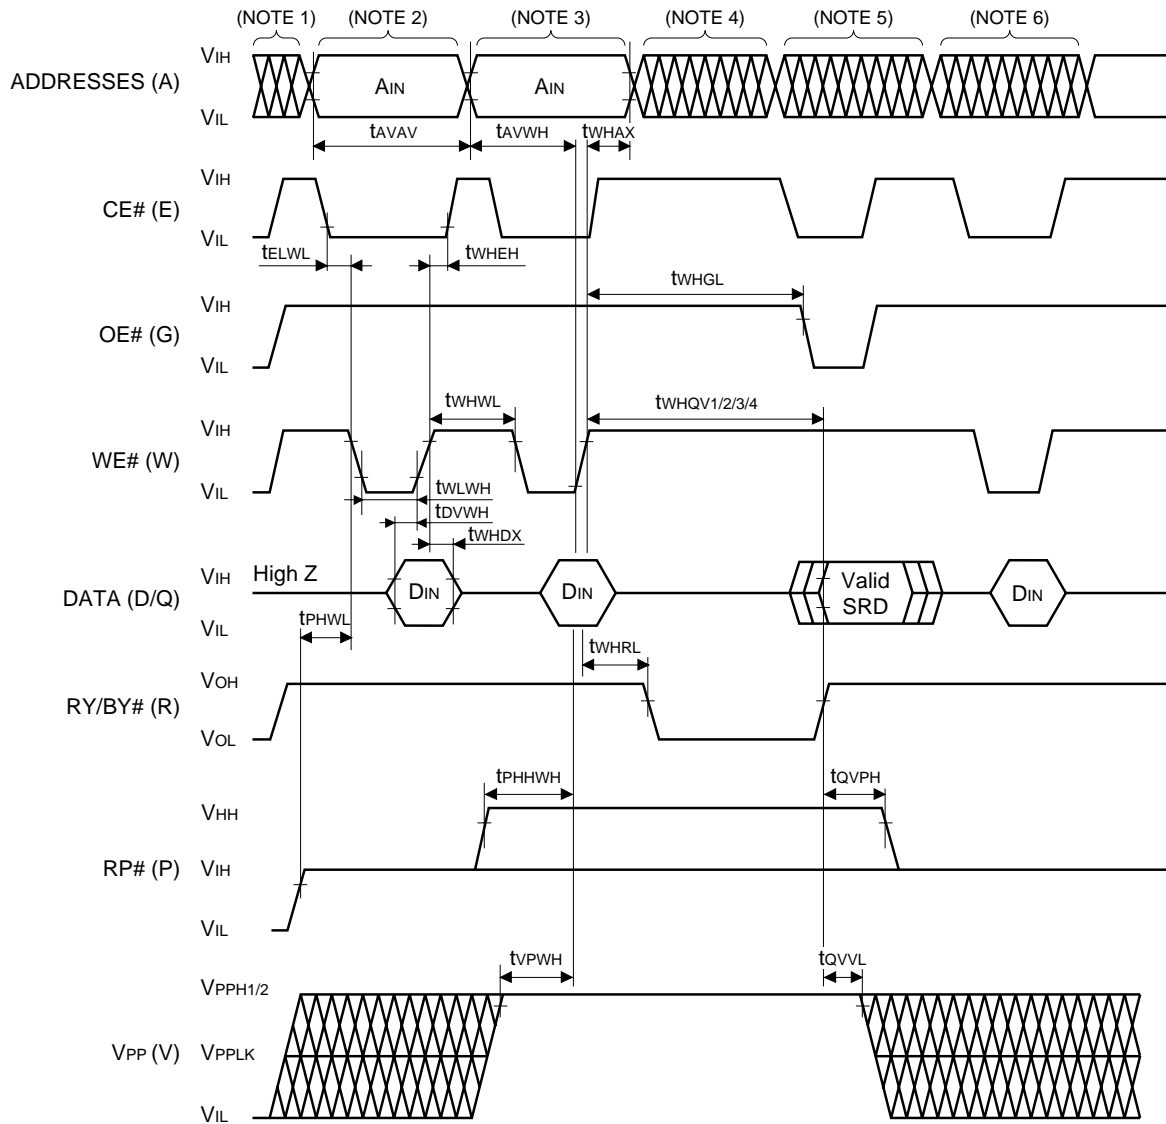 (NOTE 1) (NOTE 2) (NOTE 3) (NOTE 4) (NOTE 5) (NOTE 6)
VIH
ADDRESSES (A)
AIN AIN
VIL
tAVAV tAVWH tWHAX
VIH
CE# (E)
VIL
tELWL tWHEH
tWHGL
VIH
OE# (G)
VIL
tWHWL tWHQV1/2/3/4
VIH
WE# (W)
VIL
tWLWH
tDVWH
tWHDX
VIH High Z
DATA (D/Q)
DIN DIN Valid SRD DIN
VIL
tPHWL
tWHRL
VOH
RY/BY# (R)
VOL
tPHHWH tQVPH
VHH
RP# (P) VIH
VIL
tVPWH tQVVL
VPPH1/2
VPP (V) VPPLK
VIL